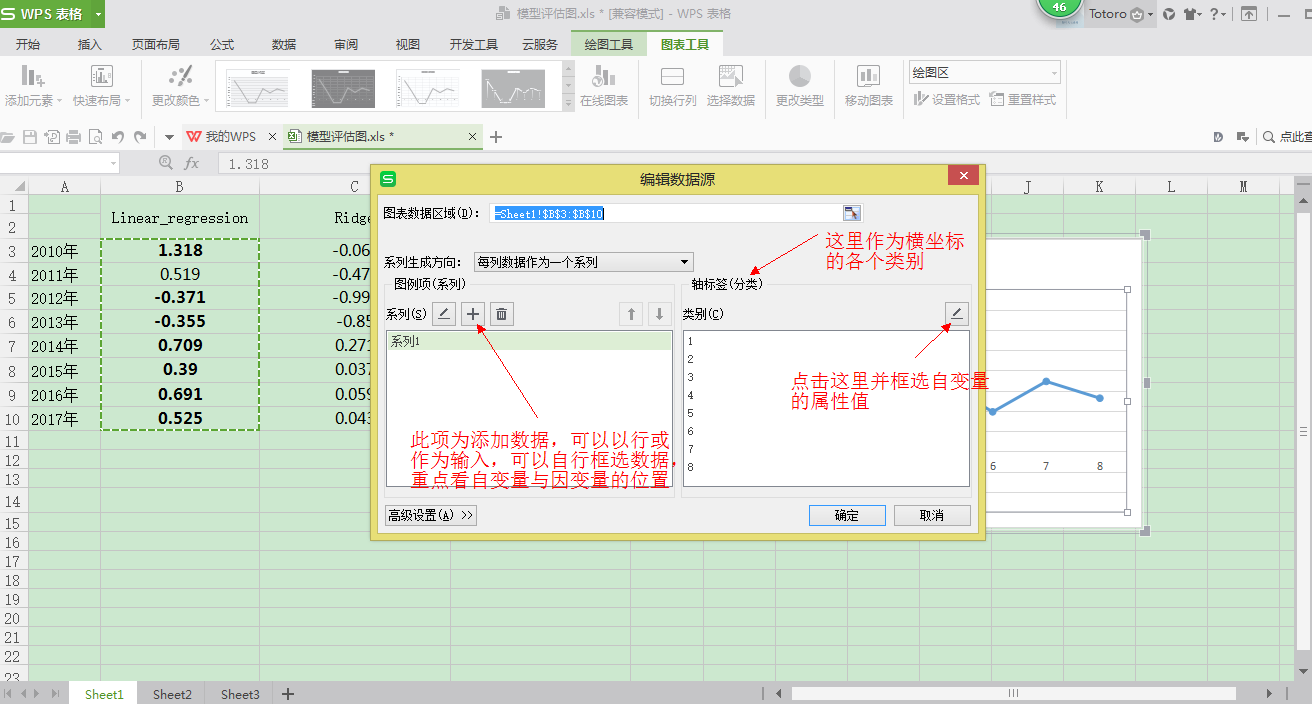 WPS 表格
模型评估图.xls * [兼容模式] - WPS 表格
46
Totoro
开始
插入
页面布局
公式
数据
审阅
视图
开发工具
云服务
绘图工具
图表工具
添加元素
快速布局
更改颜色
在线图表
切换行列
选择数据
更改类型
移动图表
绘图区
设置格式
重置样式
我的WPS
模型评估图.xls *
点此查
fx
1.318
A
B
C
J
K
L
M
1
Linear_regression
Ridge
2
3 2010年 1.318 -0.06
4 2011年 0.519 -0.47
5 2012年 -0.371 -0.99
6 2013年 -0.355 -0.85
7 2014年 0.709 0.271
8 2015年 0.39 0.037
9 2016年 0.691 0.059
10 2017年 0.525 0.043
11
12
13
14
15
16
17
18
19
20
21
22
23
编辑数据源
图表数据区域(D):
=Sheet1!$B$3:$B$10
系列生成方向:
每列数据作为一个系列
图例项(系列)
系列(S)
系列1
轴标签(分类)
类别(C)
1
2
3
4
5
6
7
8
这里作为横坐标
的各个类别
点击这里并框选自变量
的属性值
此项为添加数据，可以以行或
作为输入，可以自行框选数据，
重点看自变量与因变量的位置
高级设置(A) >>
确定
取消
6
7
8
Sheet1
Sheet2
Sheet3